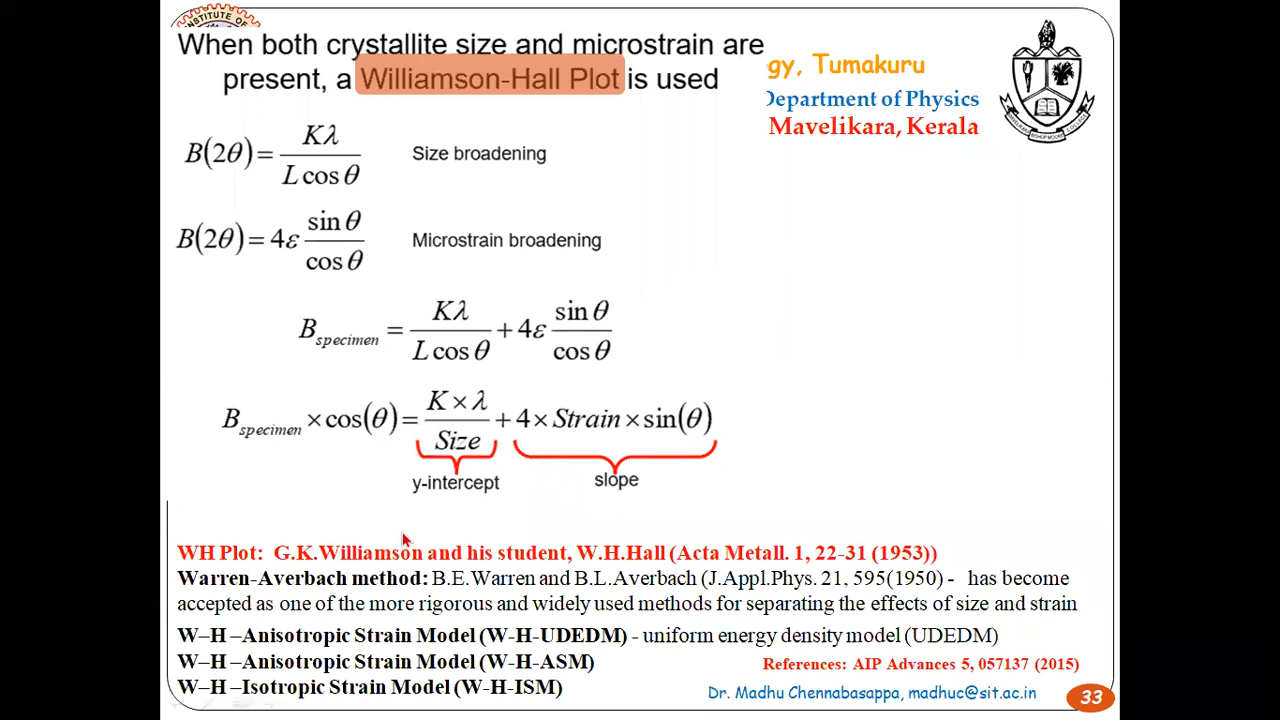 INSTITUTE OF
When both crystallite size and microstrain are
present, a Williamson-Hall Plot is used
gy, Tumakuru
Department of Physics
Mavelikara, Kerala
B(2θ) = Kλ / L cos θ Size broadening
B(2θ) = 4ε sin θ / cos θ Microstrain broadening
B specimen = Kλ / L cos θ + 4ε sin θ / cos θ
B specimen × cos(θ) = K × λ / Size + 4 × Strain × sin(θ)
y-intercept slope
WH Plot: G.K.Williamson and his student, W.H.Hall (Acta Metall. 1, 22-31 (1953))
Warren-Averbach method: B.E.Warren and B.L.Averbach (J.Appl.Phys. 21, 595(1950) - has become
accepted as one of the more rigorous and widely used methods for separating the effects of size and strain
W–H –Anisotropic Strain Model (W-H-UDEDM) - uniform energy density model (UDEDM)
W–H –Anisotropic Strain Model (W-H-ASM)
References: AIP Advances 5, 057137 (2015)
W–H –Isotropic Strain Model (W-H-ISM)
Dr. Madhu Chennabasappa, madhuc@sit.ac.in
33